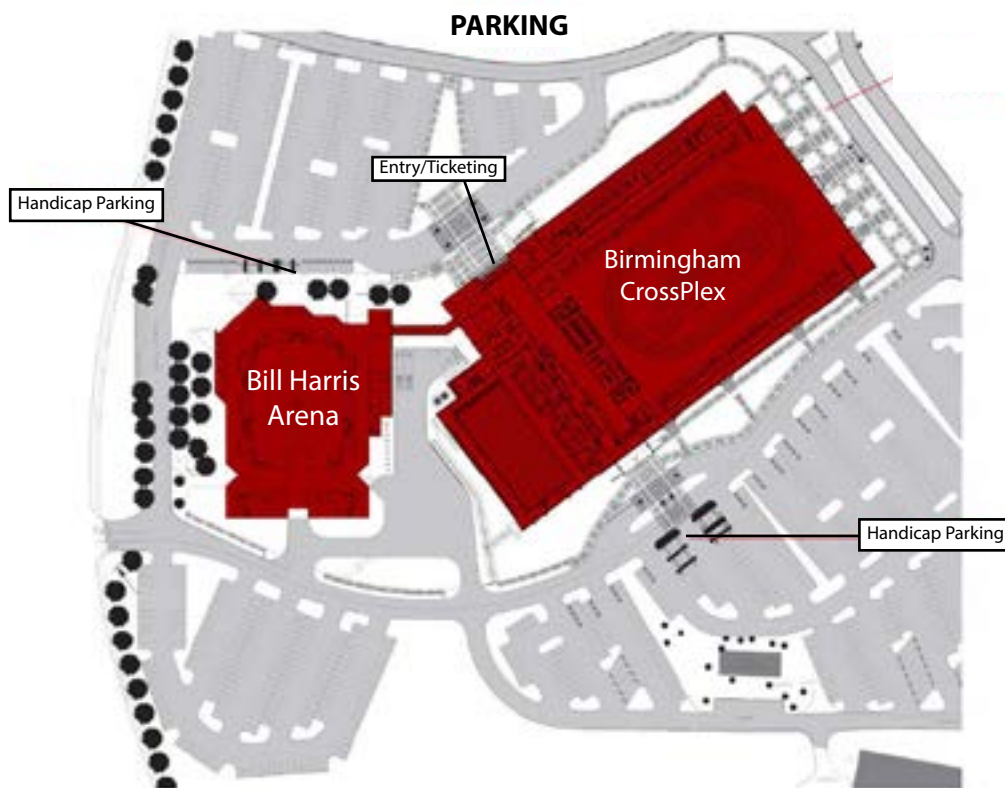 PARKING
Entry/Ticketing
Handicap Parking
Birmingham
CrossPlex
Bill Harris
Arena
Handicap Parking